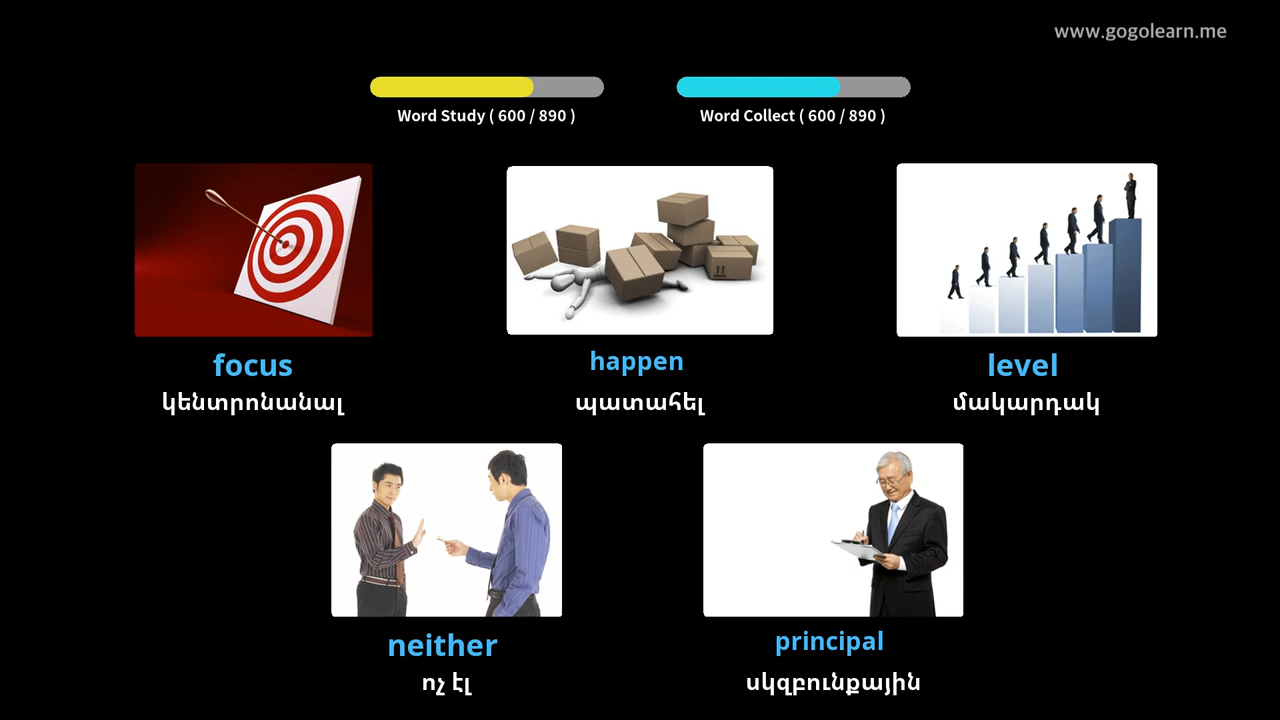 www.gogolearn.me
Word Study ( 600 / 890 )
Word Collect ( 600 / 890 )
focus
կենտրոնանալ
happen
պատահել
level
մակարդակ
neither
ոչ էլ
principal
սկզբունքային